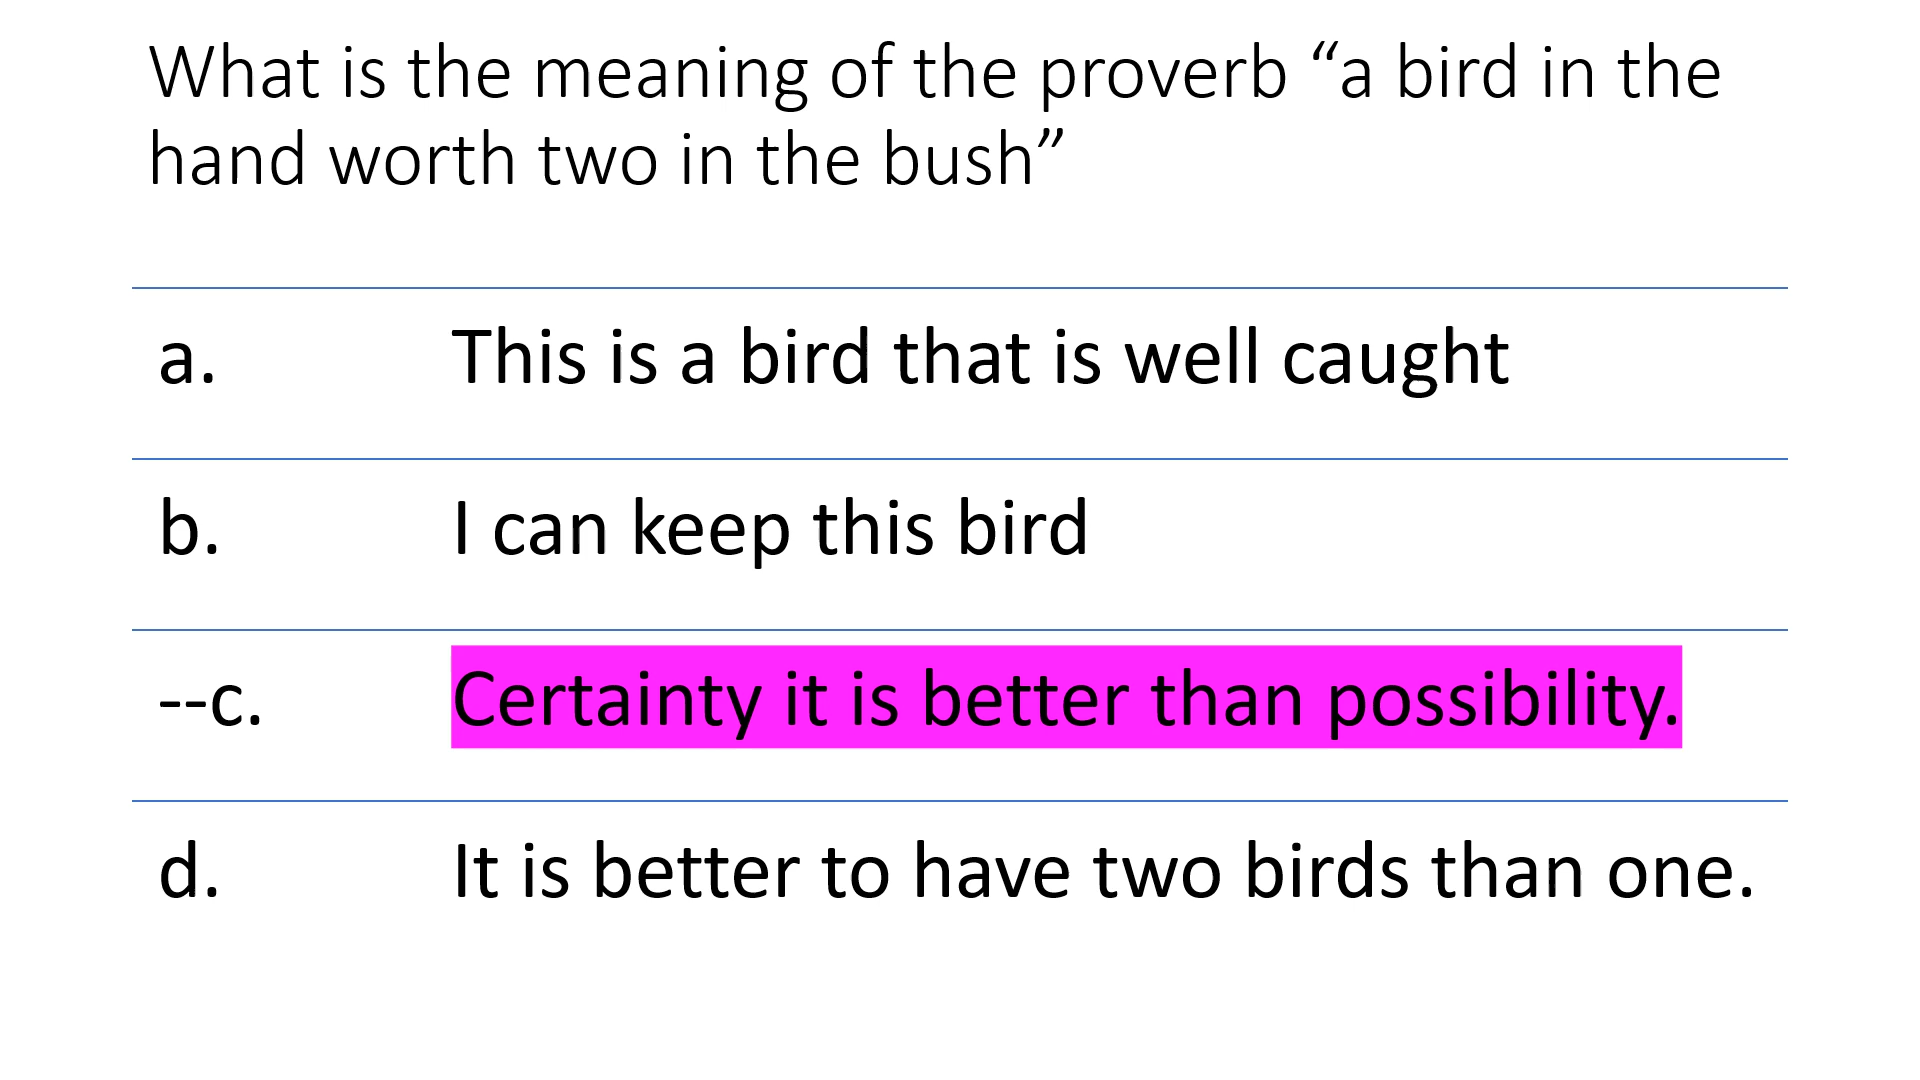 What is the meaning of the proverb “a bird in the
hand worth two in the bush”
a. This is a bird that is well caught
b. I can keep this bird
--c. Certainty it is better than possibility.
d. It is better to have two birds than one.